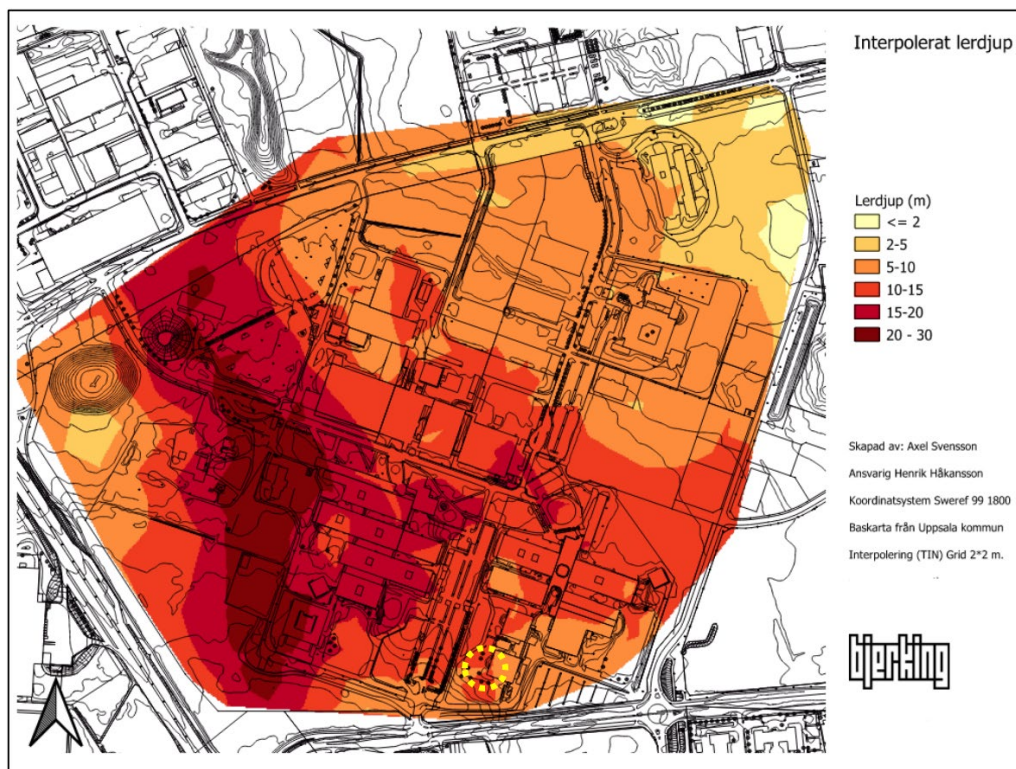 Interpolerat lerdjup
Lerdjup (m)
<= 2
2-5
5-10
10-15
15-20
20 - 30
Skapad av: Axel Svensson
Ansvarig Henrik Håkansson
Koordinatsystem Sweref 99 1800
Baskarta från Uppsala kommun
Interpolering (TIN) Grid 2*2 m.
bjerking